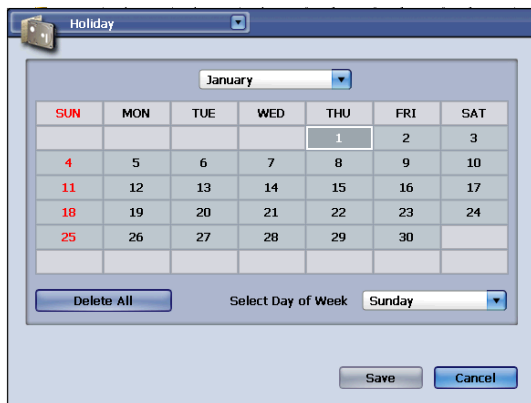 Holiday
January
SUN MON TUE WED THU FRI SAT
1 2 3
4 5 6 7 8 9 10
11 12 13 14 15 16 17
18 19 20 21 22 23 24
25 26 27 28 29 30
Delete All Select Day of Week Sunday
Save Cancel